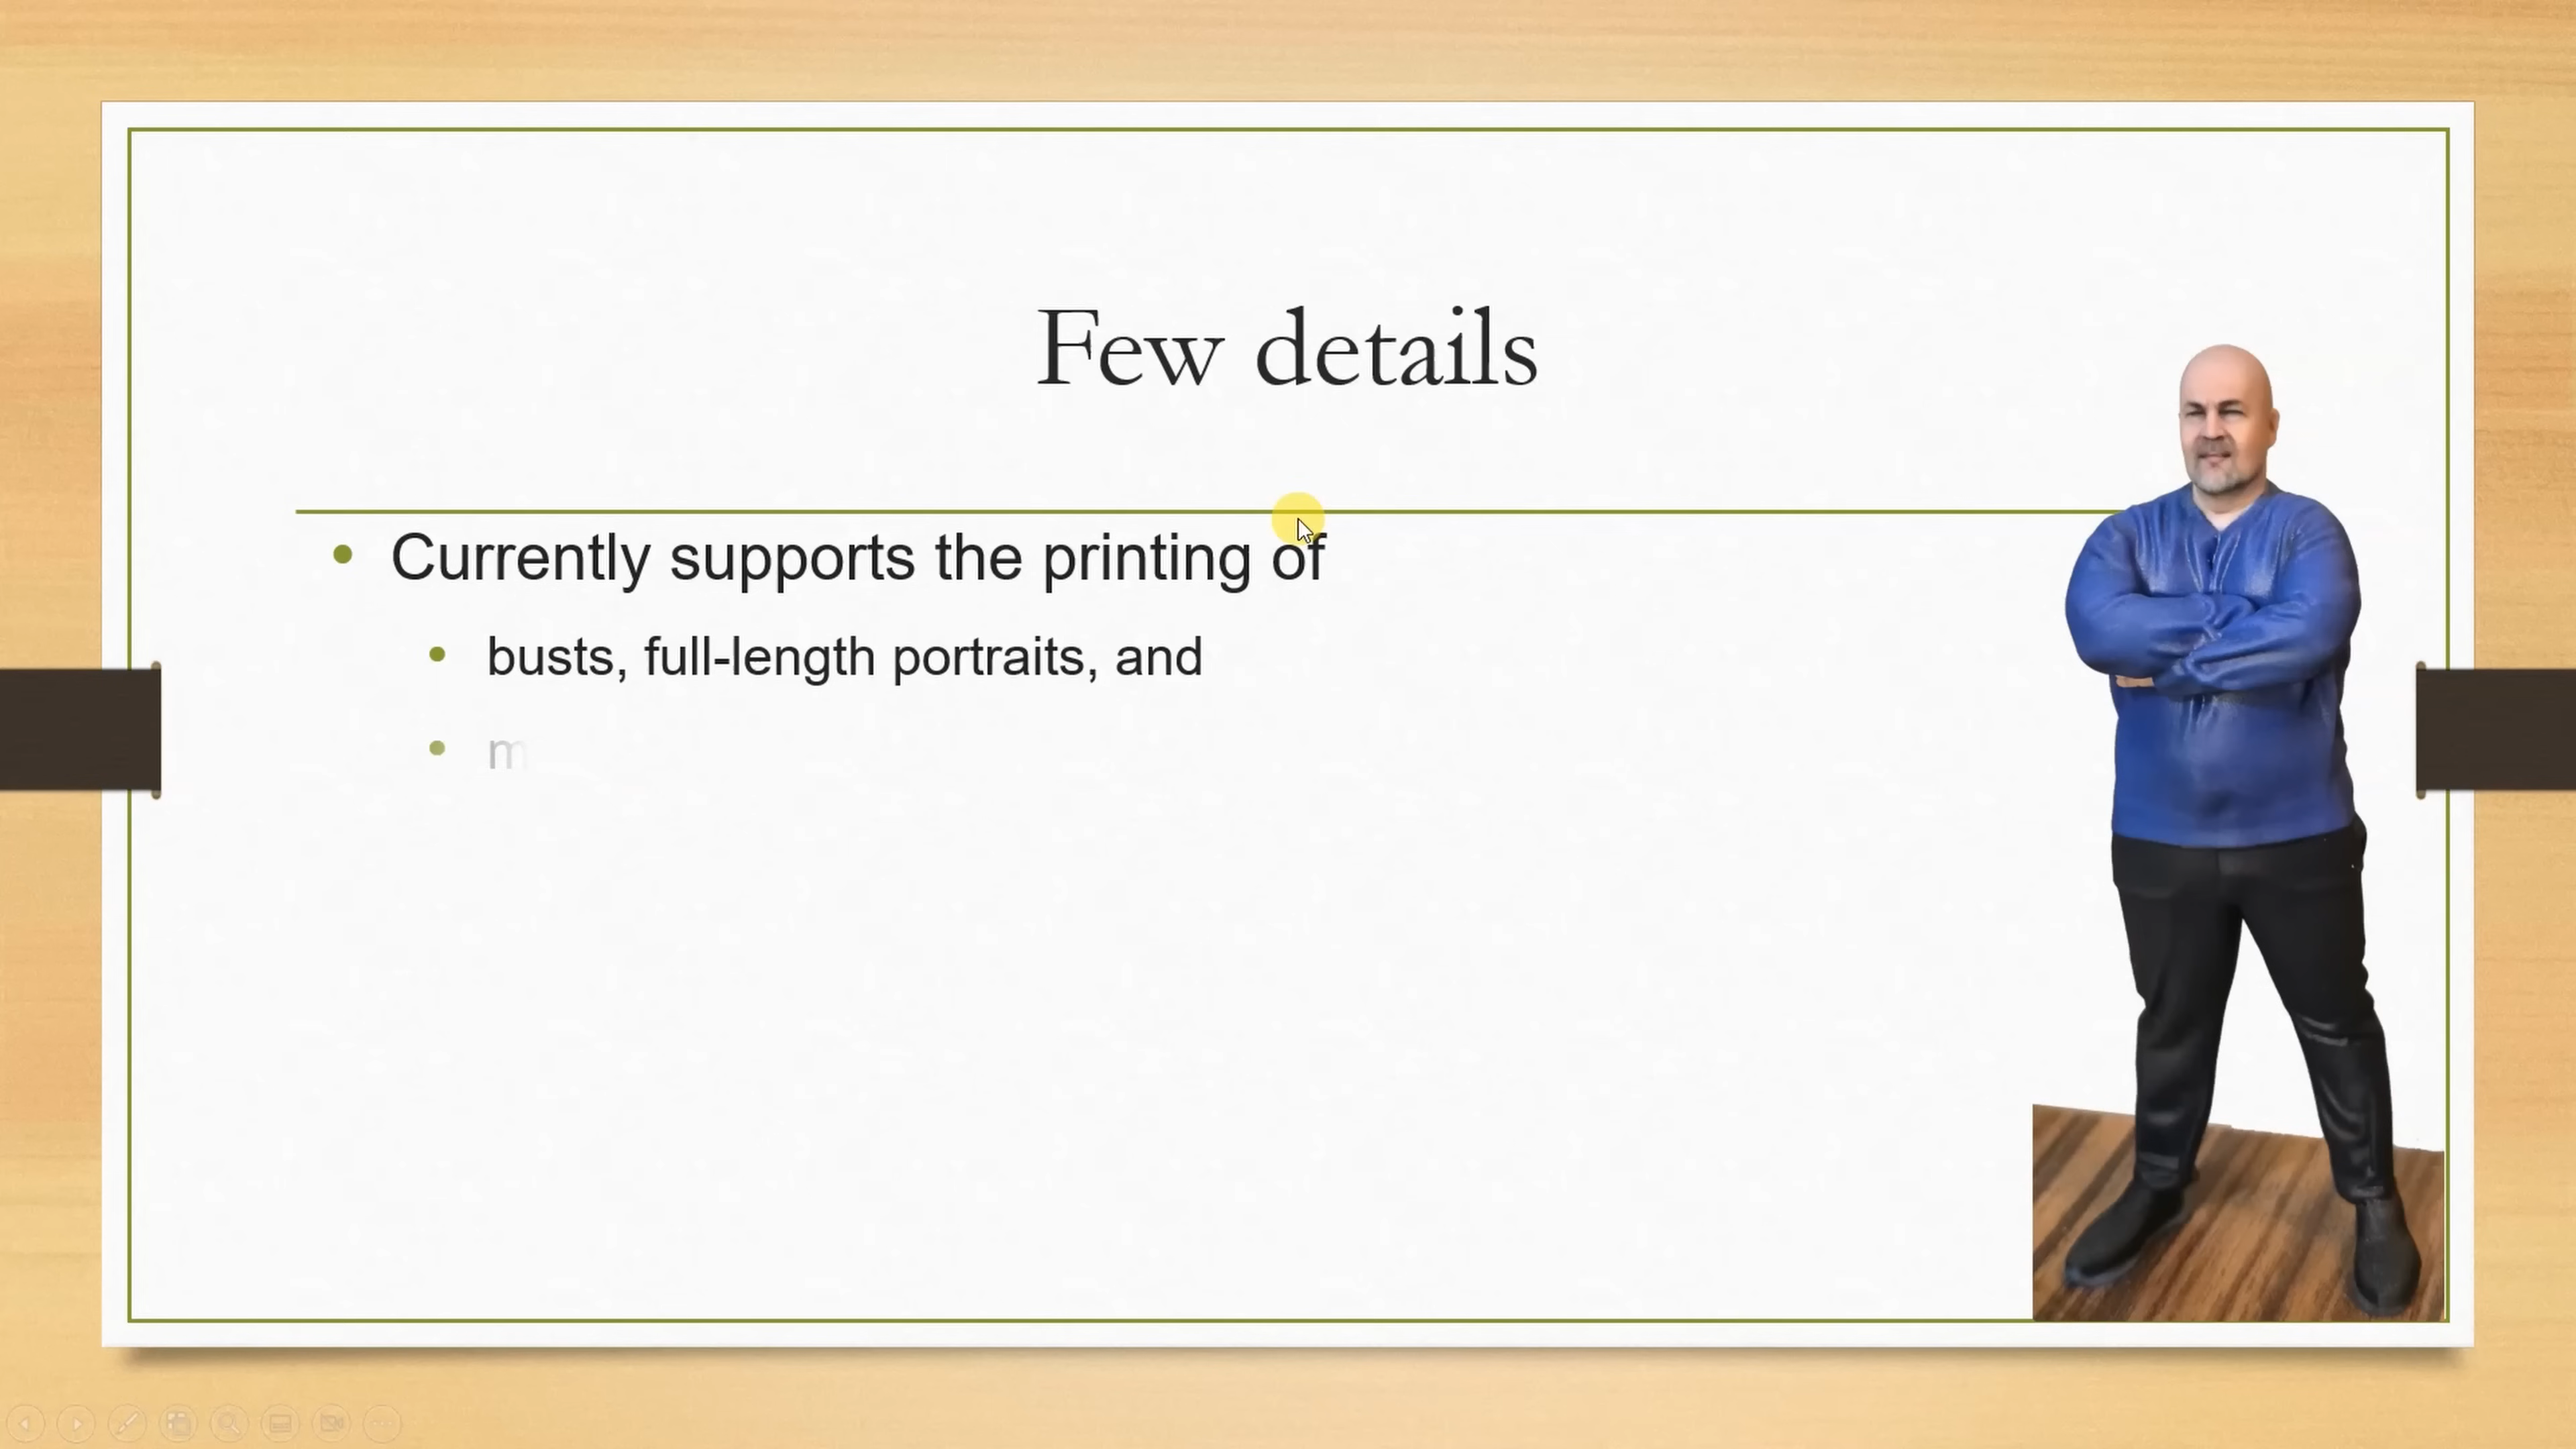 Few details
Currently supports the printing of
busts, full-length portraits, and